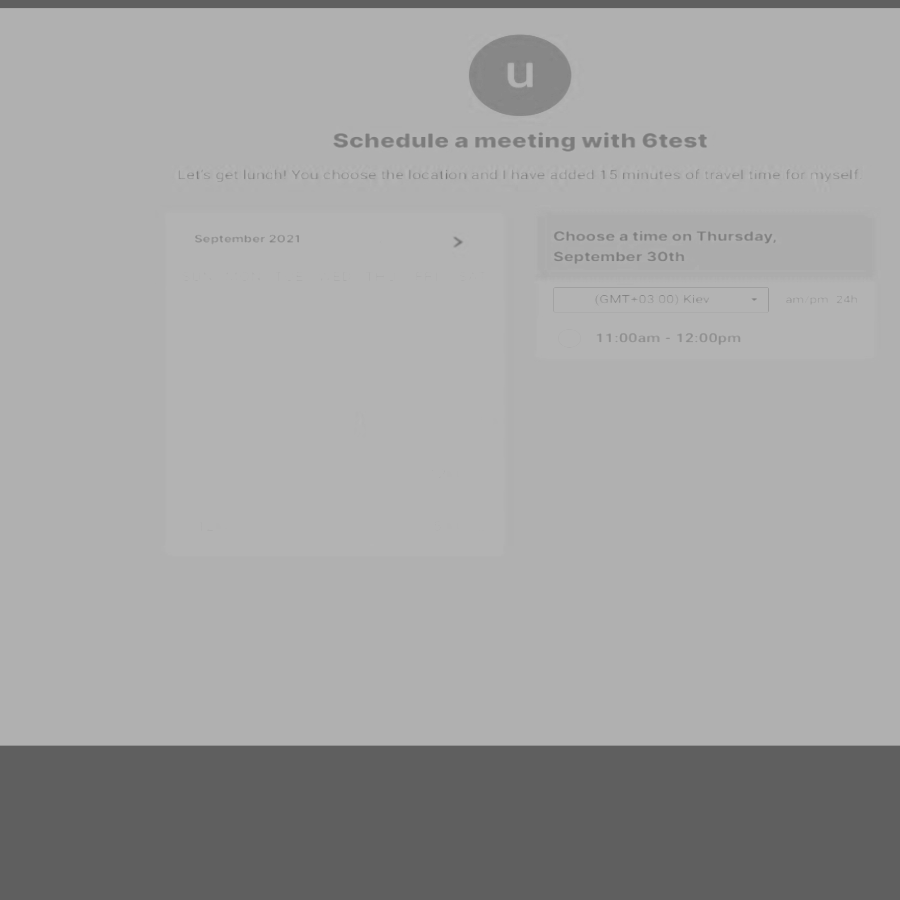 u
Schedule a meeting with 6test
Let's get lunch! You choose the location and I have added 15 minutes of travel time for myself.
September 2021
Choose a time on Thursday,
September 30th
(GMT+03:00) Kiev
am/pm 24h
11:00am - 12:00pm